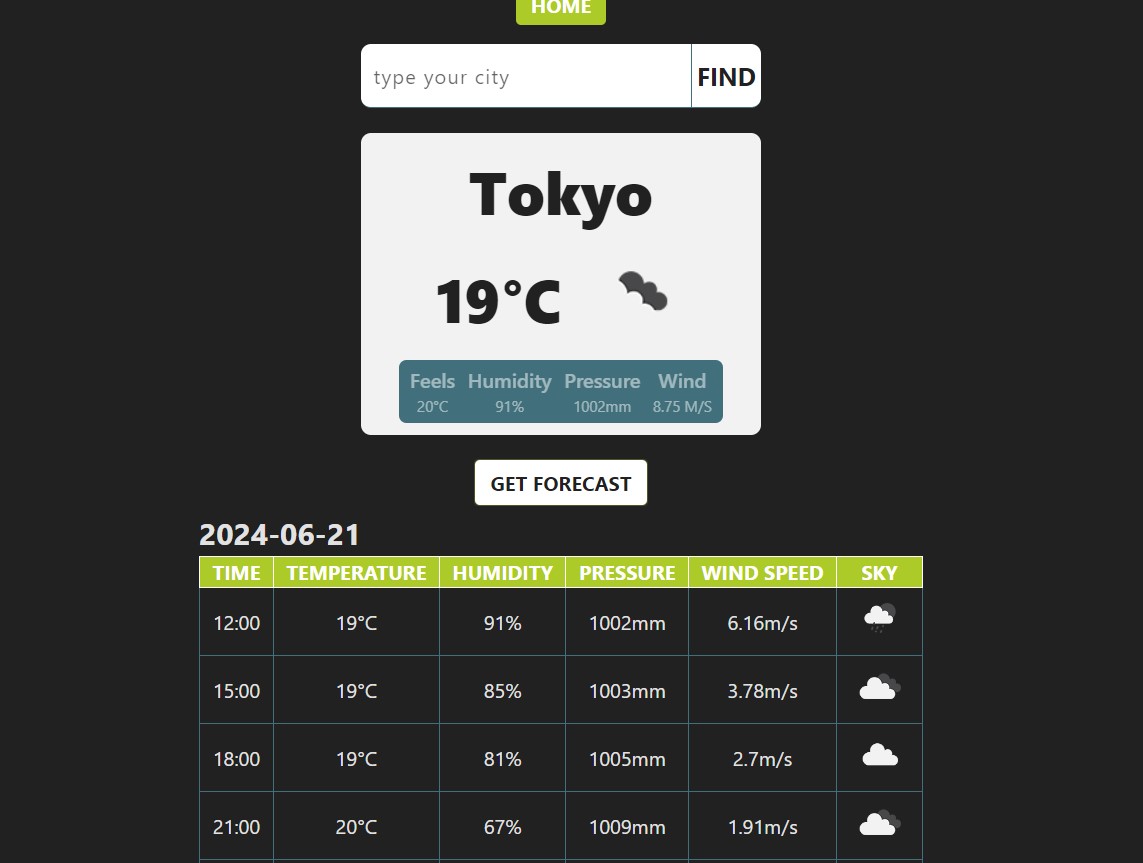 HOME
type your city FIND
Tokyo
19°C
Feels Humidity Pressure Wind
20°C 91% 1002mm 8.75 M/S
GET FORECAST
2024-06-21
TIME TEMPERATURE HUMIDITY PRESSURE WIND SPEED SKY
12:00 19°C 91% 1002mm 6.16m/s
15:00 19°C 85% 1003mm 3.78m/s
18:00 19°C 81% 1005mm 2.7m/s
21:00 20°C 67% 1009mm 1.91m/s